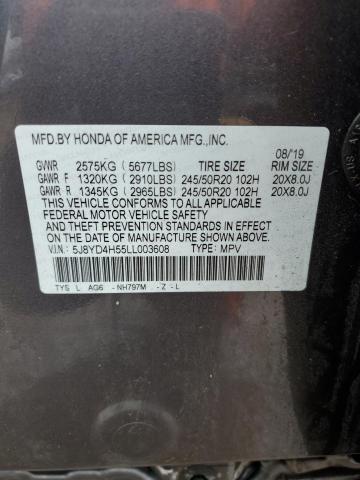 MFD.BY HONDA OF AMERICA MFG.,INC.
08/'19
GVWR 2575KG (5677LBS) TIRE SIZE RIM SIZE
GAWR F 1320KG (2910LBS) 245/50R20 102H 20X8.0J
GAWR R 1345KG (2965LBS) 245/50R20 102H 20X8.0J
THIS VEHICLE CONFORMS TO ALL APPLICABLE
FEDERAL MOTOR VEHICLE SAFETY AND
THEFT PREVENTION STANDARDS IN EFFECT ON
THE DATE OF MANUFACTURE SHOWN ABOVE.
V.I.N: 5J8YD4H55LL003608 TYPE: MPV
TYS L AG6 -NH797M -Z -L